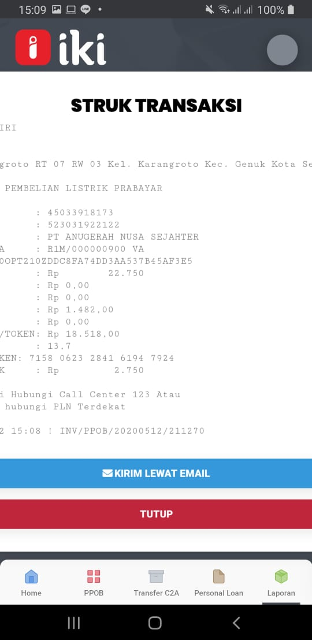 15:09
100%
iki
STRUK TRANSAKSI
IRI
groto RT 07 RW 03 Kel. Karangroto Kec. Genuk Kota Se
PEMBELIAN LISTRIK PRABAYAR
: 45033918173
: 523031922122
: PT ANUGERAH NUSA SEJAHTER
A : R1M/000000900 VA
0OPT210ZDDC8FA74DD3AA537B45AF3E5
: Rp 22.750
: Rp 0,00
: Rp 0,00
: Rp 1.482,00
: Rp 0,00
/TOKEN: Rp 18.518,00
: 13,7
KEN: 7158 0623 2841 6194 7924
K : Rp 2.750
i Hubungi Call Center 123 Atau
hubungi PLN Terdekat
2 15:08 ! INV/PPOB/20200512/211270
KIRIM LEWAT EMAIL
TUTUP
Home PPOB Transfer C2A Personal Loan Laporan